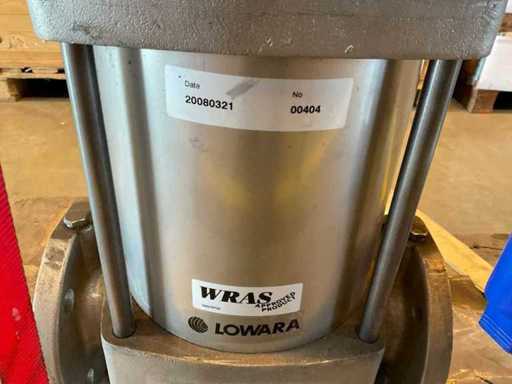 Date No
20080321 00404
WRAS APPROVED PRODUCT
LOWARA